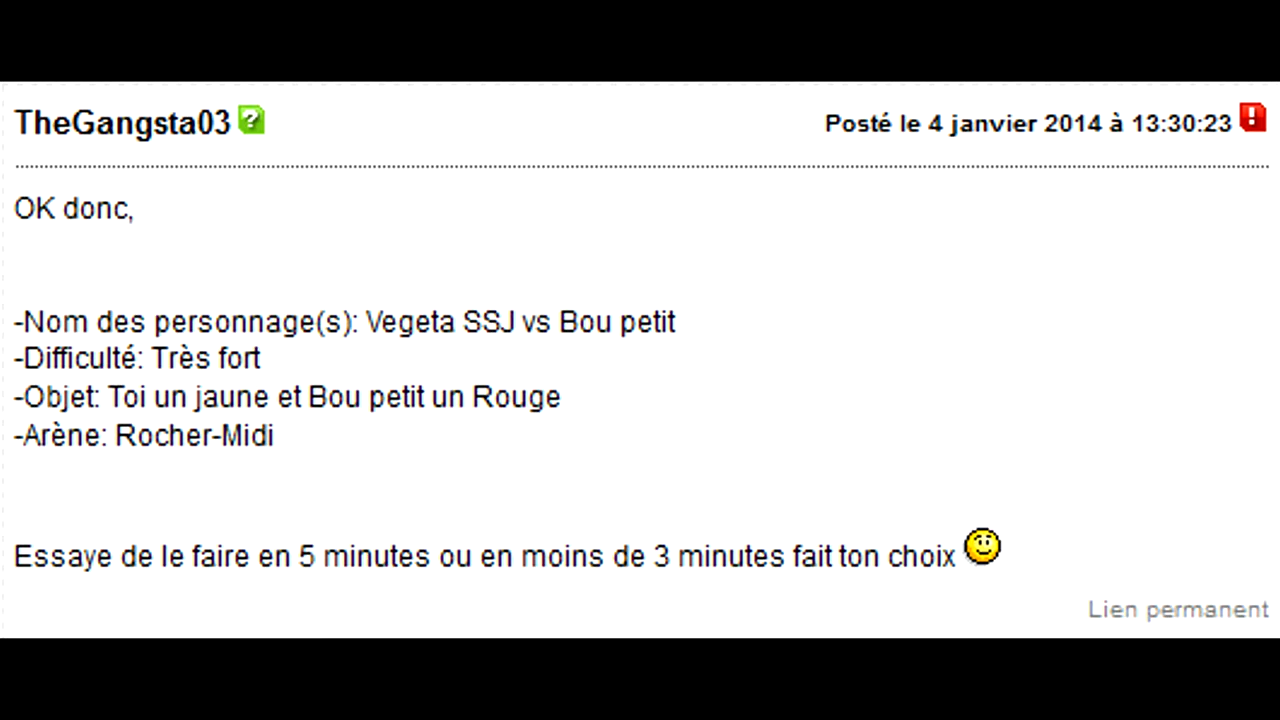 TheGangsta03
Posté le 4 janvier 2014 à 13:30:23
OK donc,
-Nom des personnage(s): Vegeta SSJ vs Bou petit
-Difficulté: Très fort
-Objet: Toi un jaune et Bou petit un Rouge
-Arène: Rocher-Midi
Essaye de le faire en 5 minutes ou en moins de 3 minutes fait ton choix
Lien permanent